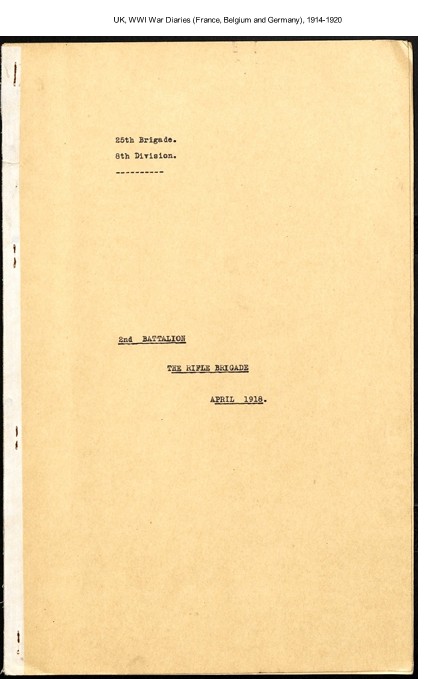 UK, WWI War Diaries (France, Belgium and Germany), 1914-1920
25th Brigade.
8th Division.
----------
2nd BATTALION
THE RIFLE BRIGADE
APRIL 1918.